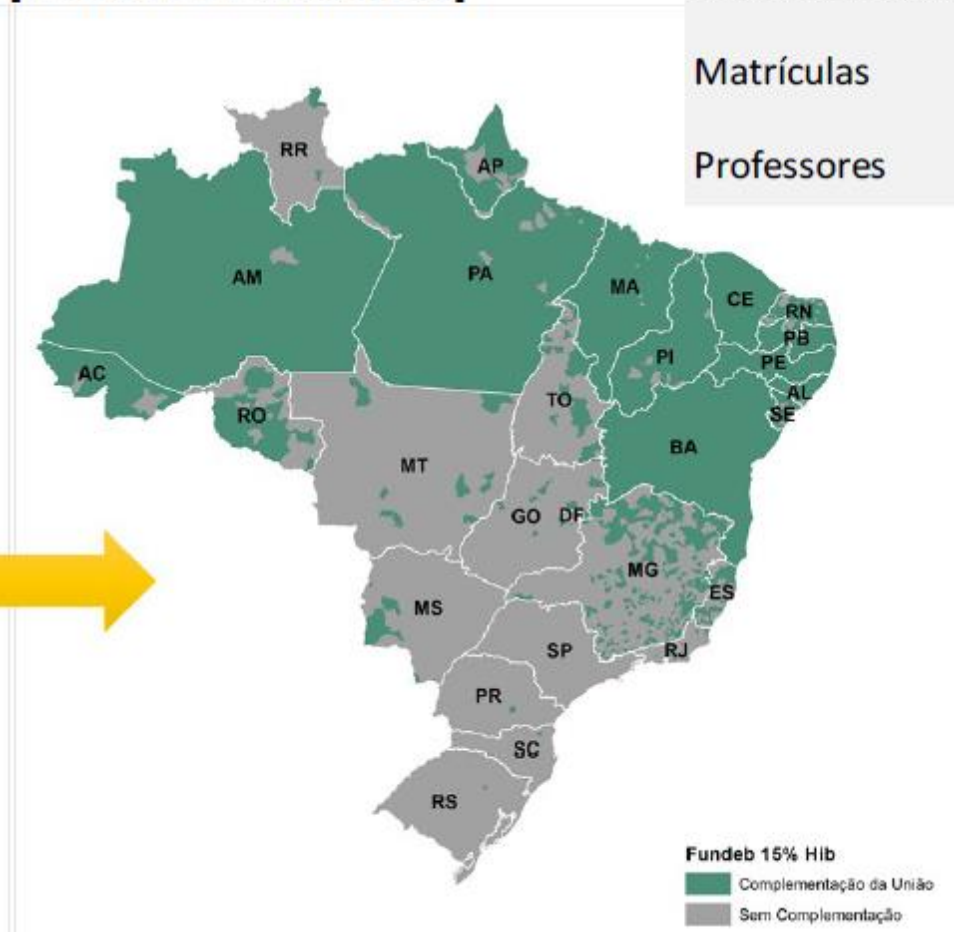 Matrículas
Professores
RR
AP
AM
PA
MA
CE
RN
PB
PE
AL
SE
PI
AC
RO
TO
BA
MT
GO
DF
MG
ES
MS
SP
RJ
PR
SC
RS
Fundeb 15% Hib
Complementação da União
Sem Complementação